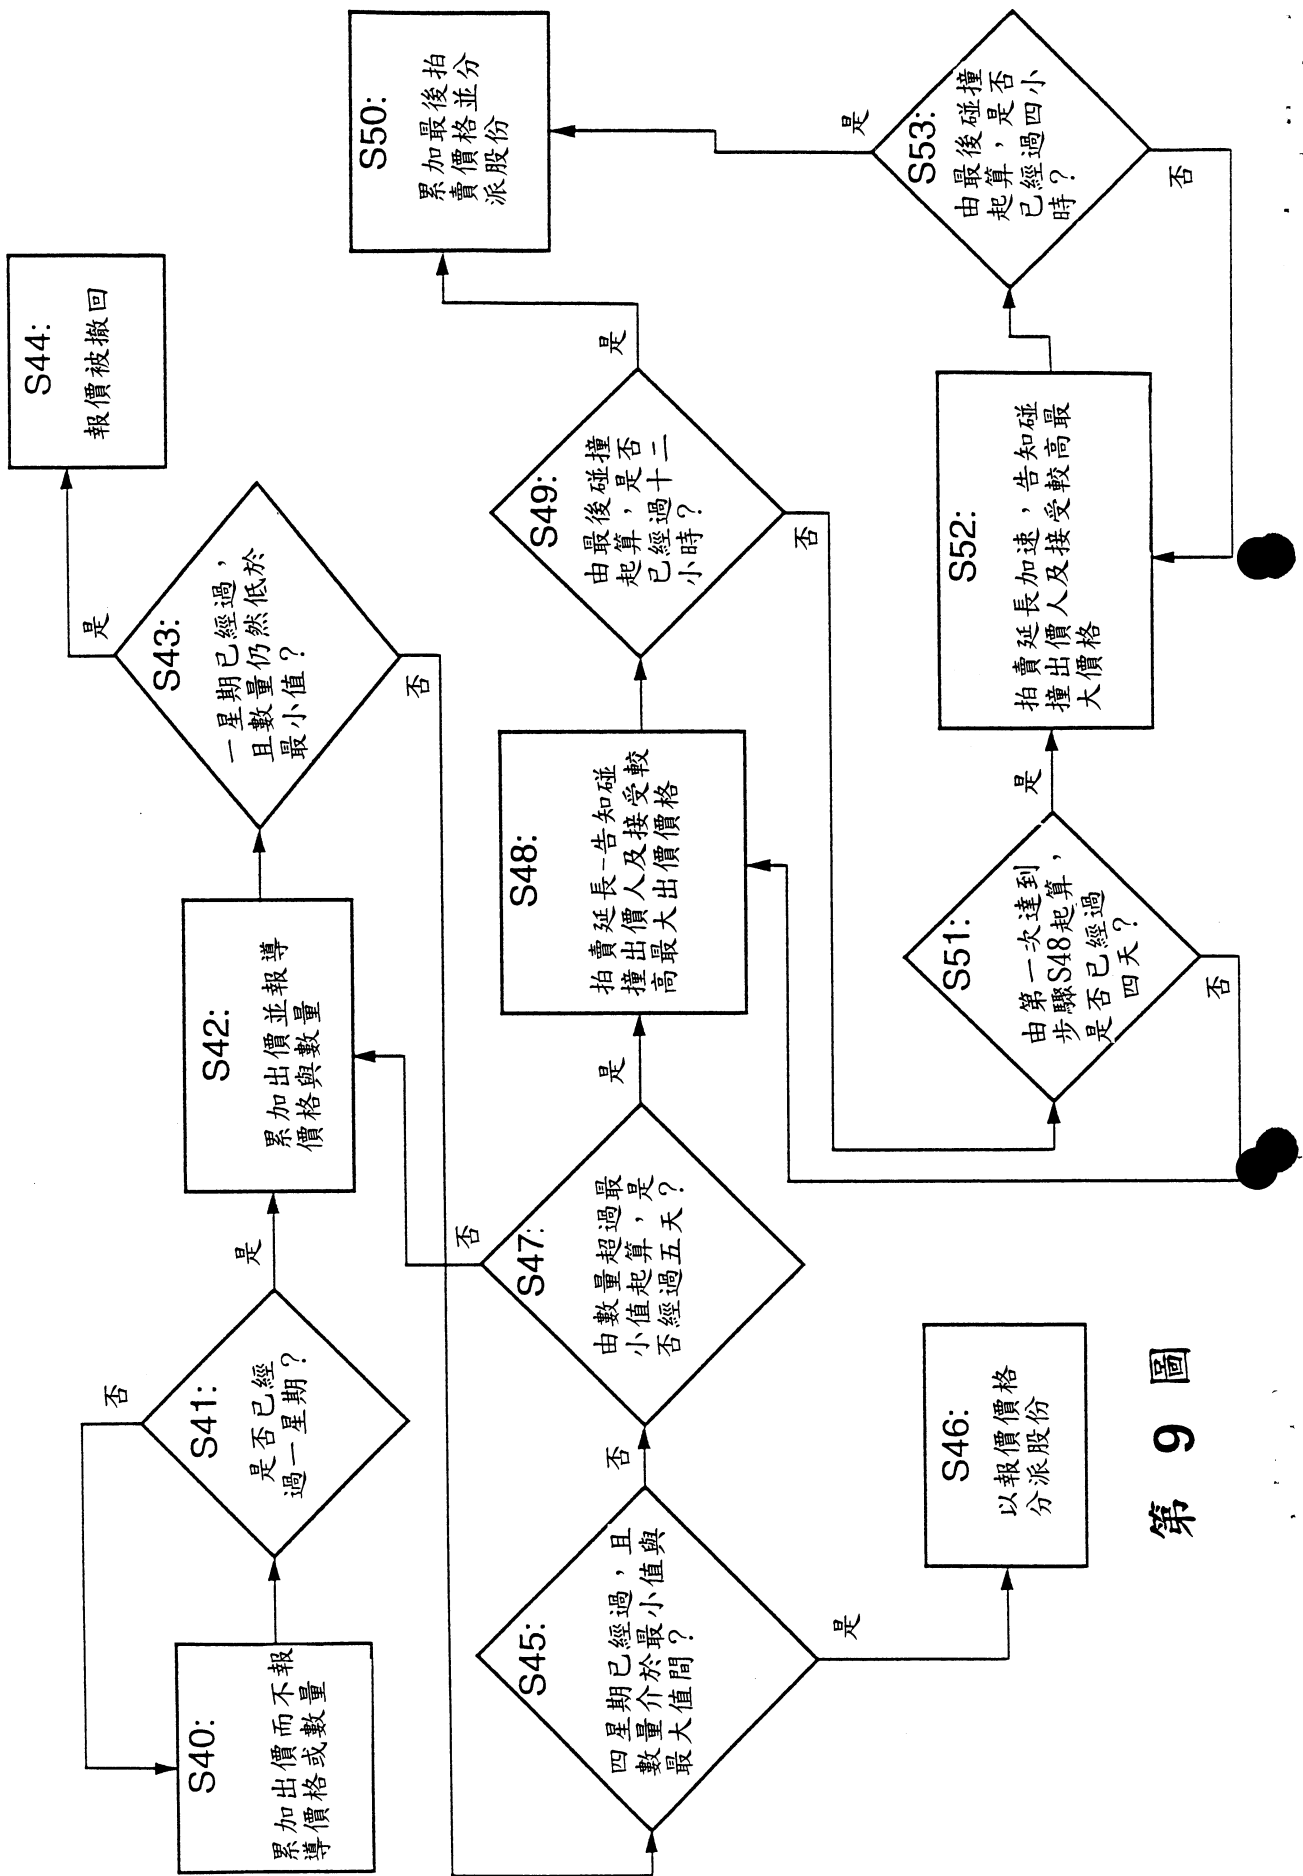 S40:
累加出價而不報
導價格或數量
否
S41:
是否已經
過一星期?
是
S42:
累加出價並報導
價格與數量
S43:
一星期已經過,
且數量仍然低於
最小值?
是
否
S44:
報價被撤回
S45:
四星期已經過,且
數量介於最小值與
最大值間?
否
是
S46:
以報價價格
分派股份
S47:
由數量超過最
小值起算,是
否經過五天?
否
是
S48:
拍賣延長-告知碰
撞出價人及接受較
高最大出價價格
S49:
由最後碰撞
起算,是否
已經過十二
小時?
是
否
S50:
累加最後拍
賣價格並分
派股份
S51:
由第一次達到
步驟S48起算,
是否已經過
四天?
是
否
S52:
拍賣延長加速,告知碰
撞出價人及接受較高最
大價格
S53:
由最後碰撞
起算,是否
已經過四小
時?
是
否
第 9 圖